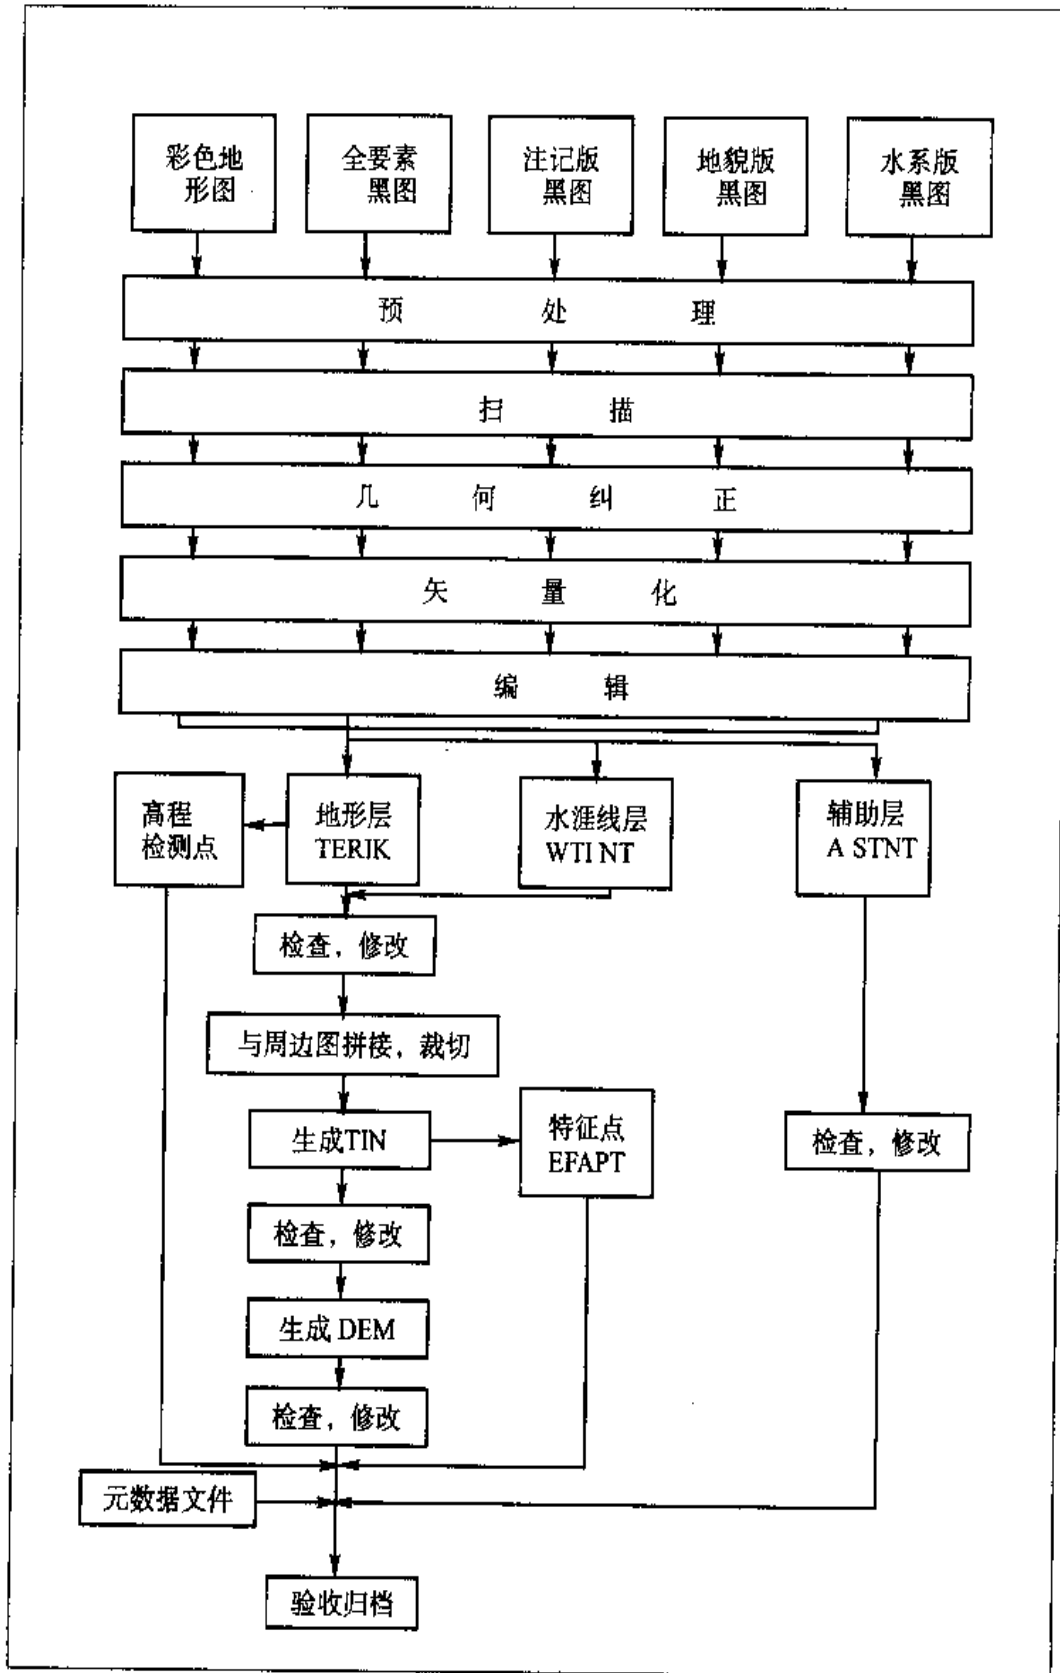 彩色地
形图
全要素
黑图
注记版
黑图
地貌版
黑图
水系版
黑图
预处理
扫描
几何纠正
矢量化
编辑
高程
检测点
地形层
TERIK
水涯线层
WTI NT
辅助层
A STNT
检查，修改
与周边图拼接，裁切
生成TIN
特征点
EFAPT
检查，修改
检查，修改
生成 DEM
检查，修改
元数据文件
验收归档